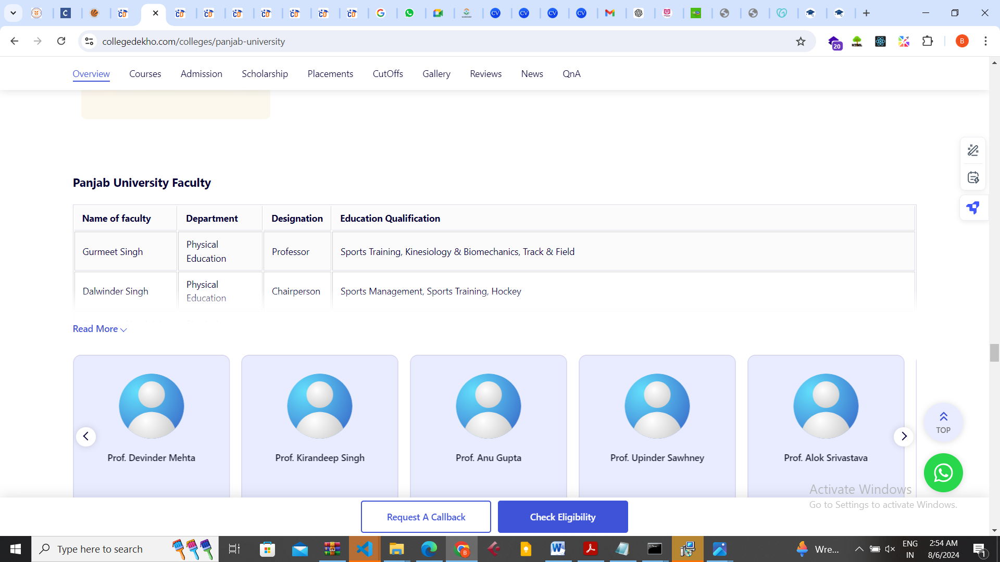 collegedekho.com/colleges/panjab-university
20
B
Overview Courses Admission Scholarship Placements CutOffs Gallery Reviews News QnA
Panjab University Faculty
Name of faculty Department Designation Education Qualification
Gurmeet Singh Physical Education Professor Sports Training, Kinesiology & Biomechanics, Track & Field
Dalwinder Singh Physical Education Chairperson Sports Management, Sports Training, Hockey
Read More
Prof. Devinder Mehta Prof. Kirandeep Singh Prof. Anu Gupta Prof. Upinder Sawhney Prof. Alok Srivastava
TOP
Activate Windows
Go to Settings to activate Windows.
Request A Callback Check Eligibility
Type here to search
Wre...
ENG
IN
2:54 AM
8/6/2024
1